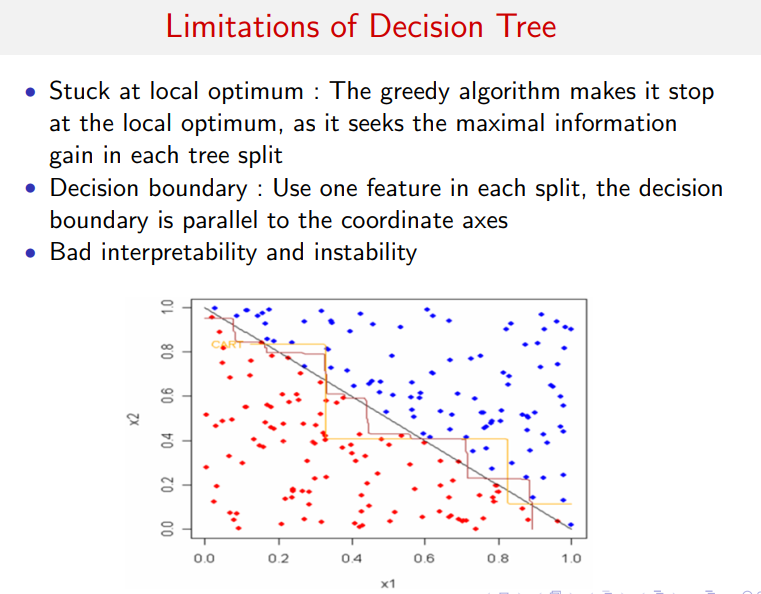 Limitations of Decision Tree
Stuck at local optimum : The greedy algorithm makes it stop
at the local optimum, as it seeks the maximal information
gain in each tree split
Decision boundary : Use one feature in each split, the decision
boundary is parallel to the coordinate axes
Bad interpretability and instability
1.0
0.8
0.6
0.4
0.2
0.0
x2
CART
0.0 0.2 0.4 0.6 0.8 1.0
x1